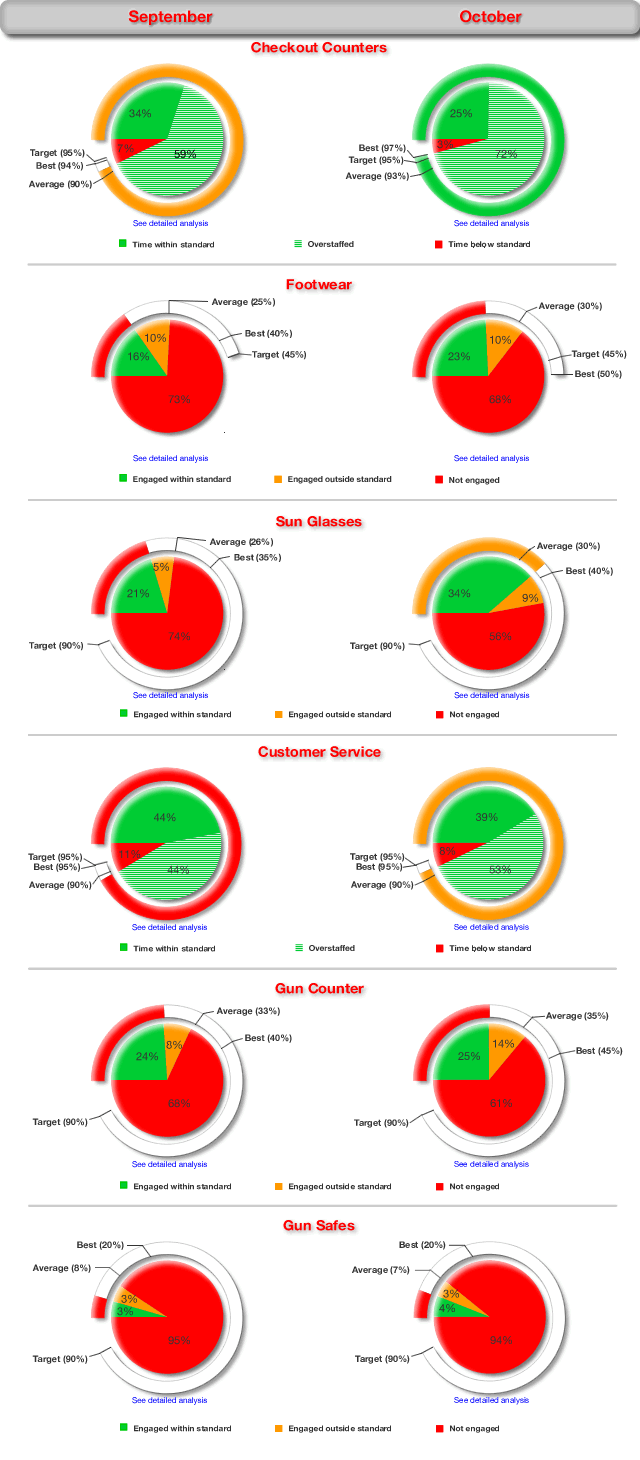 September October
Checkout Counters
34% 25%
7% 3%
59% 72%
Target (95%) Best (97%)
Best (94%) Target (95%)
Average (90%) Average (93%)
See detailed analysis See detailed analysis
Time within standard Overstaffed Time below standard
Footwear
Average (25%) Average (30%)
Best (40%) Target (45%)
Target (45%) Best (50%)
10% 10%
16% 23%
73% 68%
See detailed analysis See detailed analysis
Engaged within standard Engaged outside standard Not engaged
Sun Glasses
Average (26%) Average (30%)
Best (35%) Best (40%)
5% 9%
21% 34%
74% 56%
Target (90%) Target (90%)
See detailed analysis See detailed analysis
Engaged within standard Engaged outside standard Not engaged
Customer Service
44% 39%
11% 8%
44% 53%
Target (95%) Target (95%)
Best (95%) Best (95%)
Average (90%) Average (90%)
See detailed analysis See detailed analysis
Time within standard Overstaffed Time below standard
Gun Counter
Average (33%) Average (35%)
Best (40%) Best (45%)
8% 14%
24% 25%
68% 61%
Target (90%) Target (90%)
See detailed analysis See detailed analysis
Engaged within standard Engaged outside standard Not engaged
Gun Safes
Best (20%) Best (20%)
Average (8%) Average (7%)
3% 3%
3% 4%
95% 94%
Target (90%) Target (90%)
See detailed analysis See detailed analysis
Engaged within standard Engaged outside standard Not engaged